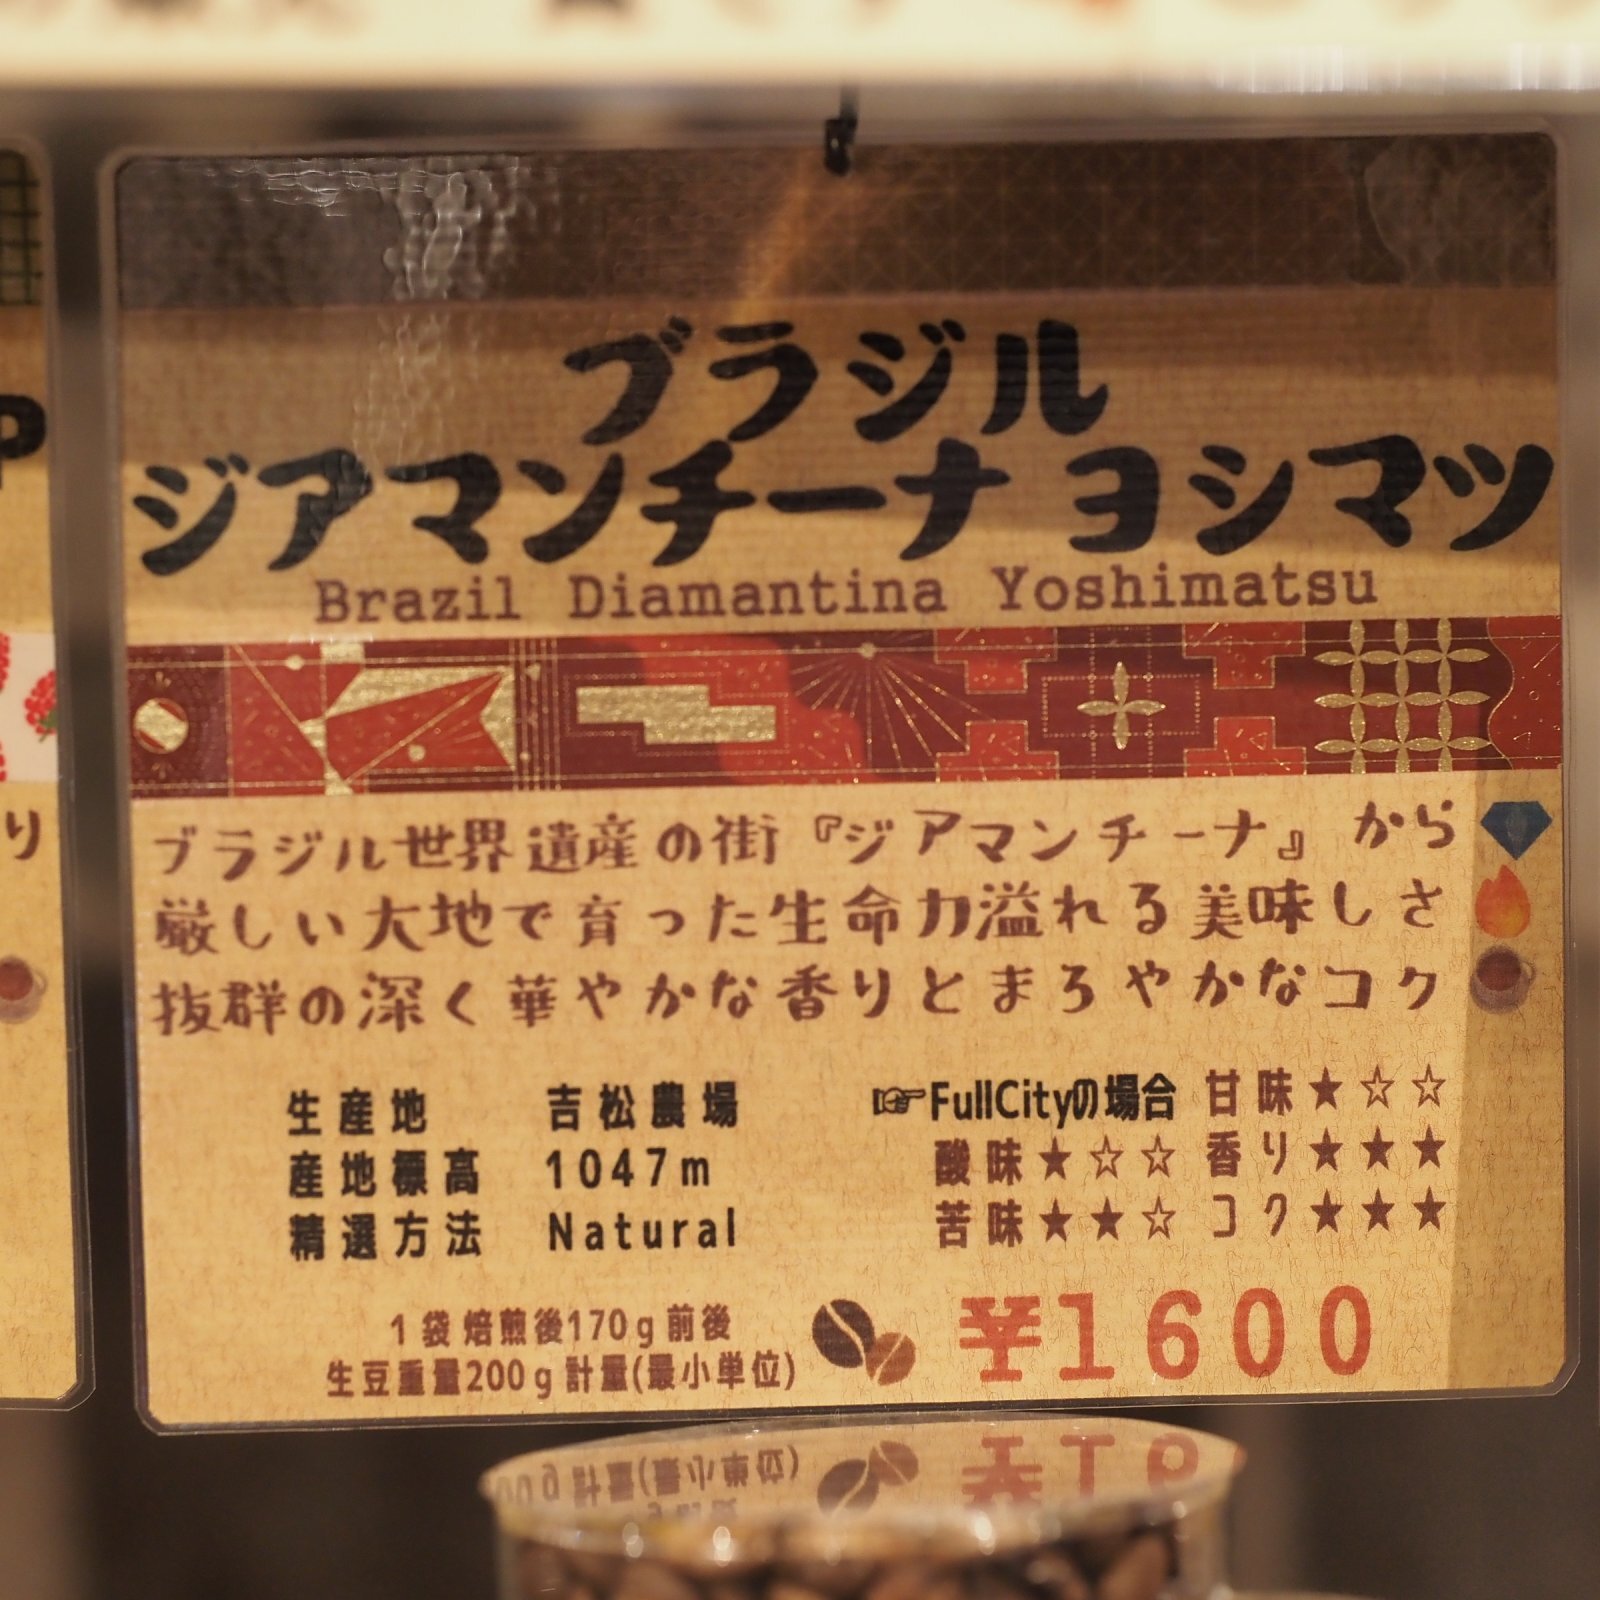 ブラジル
ジアマンチーナ ヨシマツ
Brazil Diamantina Yoshimatsu
ブラジル世界遺産の街『ジアマンチーナ』から
厳しい大地で育った生命力溢れる美味しさ
抜群の深く華やかな香りとまろやかなコク
生産地 吉松農場
産地標高 1047m
精選方法 Natural
☞FullCityの場合 甘味★☆☆
酸味★☆☆ 香り★★★
苦味★★☆ コク★★★
1袋焙煎後170g前後
生豆重量200g計量(最小単位)
¥1600
り